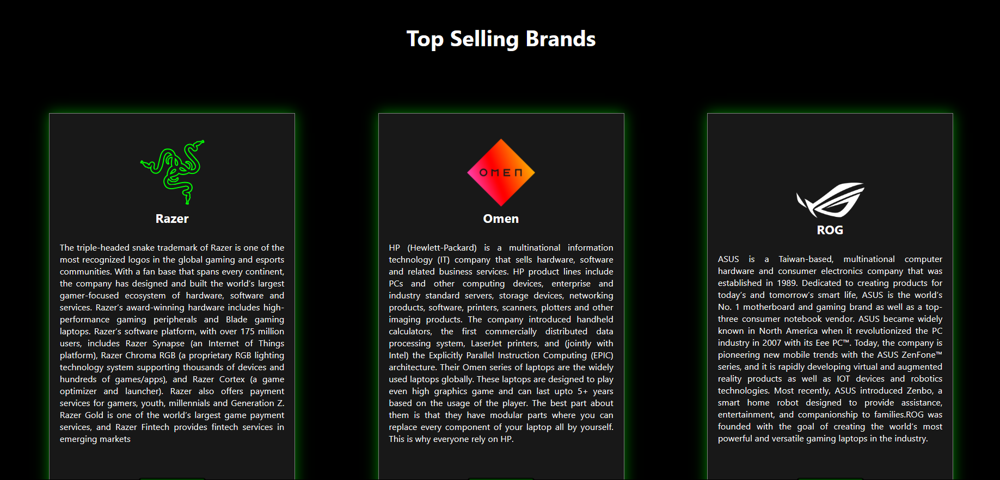 Top Selling Brands
Razer
The triple-headed snake trademark of Razer is one of the
most recognized logos in the global gaming and esports
communities. With a fan base that spans every continent,
the company has designed and built the world's largest
gamer-focused ecosystem of hardware, software and
services. Razer's award-winning hardware includes high-
performance gaming peripherals and Blade gaming
laptops. Razer's software platform, with over 175 million
users, includes Razer Synapse (an Internet of Things
platform), Razer Chroma RGB (a proprietary RGB lighting
technology system supporting thousands of devices and
hundreds of games/apps), and Razer Cortex (a game
optimizer and launcher). Razer also offers payment
services for gamers, youth, millennials and Generation Z.
Razer Gold is one of the world's largest game payment
services, and Razer Fintech provides fintech services in
emerging markets
OMEN
Omen
HP (Hewlett-Packard) is a multinational information
technology (IT) company that sells hardware, software
and related business services. HP product lines include
PCs and other computing devices, enterprise and
industry standard servers, storage devices, networking
products, software, printers, scanners, plotters and other
imaging products. The company introduced handheld
calculators, the first commercially distributed data
processing system, LaserJet printers, and (jointly with
Intel) the Explicitly Parallel Instruction Computing (EPIC)
architecture. Their Omen series of laptops are the widely
used laptops globally. These laptops are designed to play
even high graphics game and can last upto 5+ years
based on the usage of the player. The best part about
them is that they have modular parts where you can
replace every component of your laptop all by yourself.
This is why everyone rely on HP.
ROG
ASUS is a Taiwan-based, multinational computer
hardware and consumer electronics company that was
established in 1989. Dedicated to creating products for
today's and tomorrow's smart life, ASUS is the world's
No. 1 motherboard and gaming brand as well as a top-
three consumer notebook vendor. ASUS became widely
known in North America when it revolutionized the PC
industry in 2007 with its Eee PC™. Today, the company is
pioneering new mobile trends with the ASUS ZenFone™
series, and it is rapidly developing virtual and augmented
reality products as well as IOT devices and robotics
technologies. Most recently, ASUS introduced Zenbo, a
smart home robot designed to provide assistance,
entertainment, and companionship to families.ROG was
founded with the goal of creating the world's most
powerful and versatile gaming laptops in the industry.